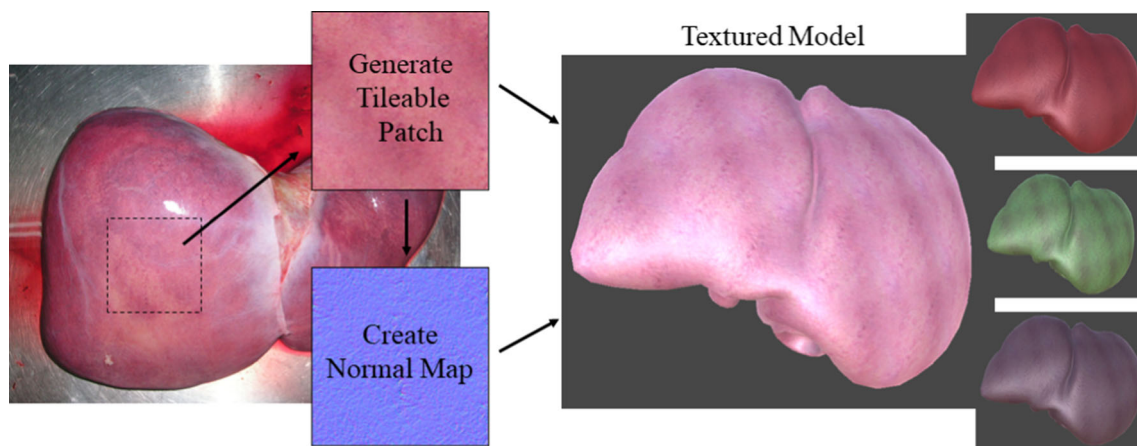 Generate
Tileable
Patch
Create
Normal Map
Textured Model